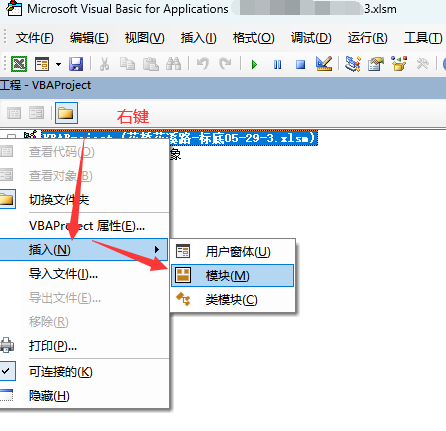 Microsoft Visual Basic for Applications 3.xlsm
文件(F) 编辑(E) 视图(V) 插入(I) 格式(O) 调试(D) 运行(R) 工具(T)
工程 - VBAProject
右键
VBAProject 标底05-29-3.xlsm)
查看代码(O) 象
查看对象(B)
切换文件夹
VBAProject 属性(E)...
插入(N)
用户窗体(U)
导入文件(I)...
模块(M)
导出文件(E)...
类模块(C)
移除(R)
打印(P)...
可连接的(K)
隐藏(H)